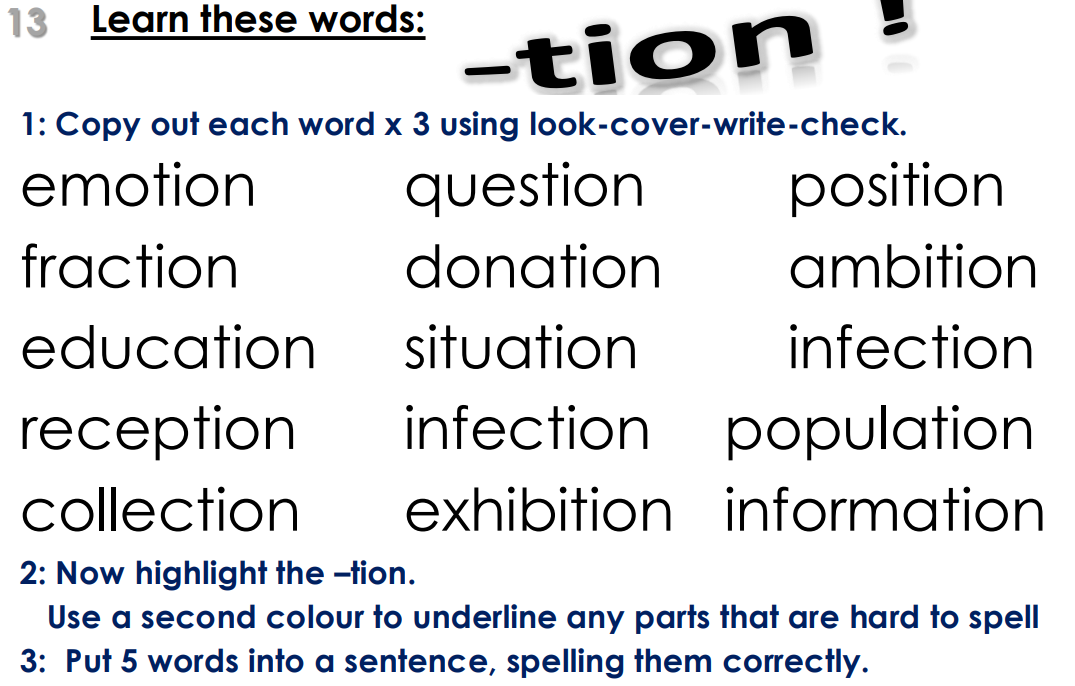 13 Learn these words: –tion !
1: Copy out each word x 3 using look-cover-write-check.
emotion question position
fraction donation ambition
education situation infection
reception infection population
collection exhibition information
2: Now highlight the –tion.
Use a second colour to underline any parts that are hard to spell
3: Put 5 words into a sentence, spelling them correctly.